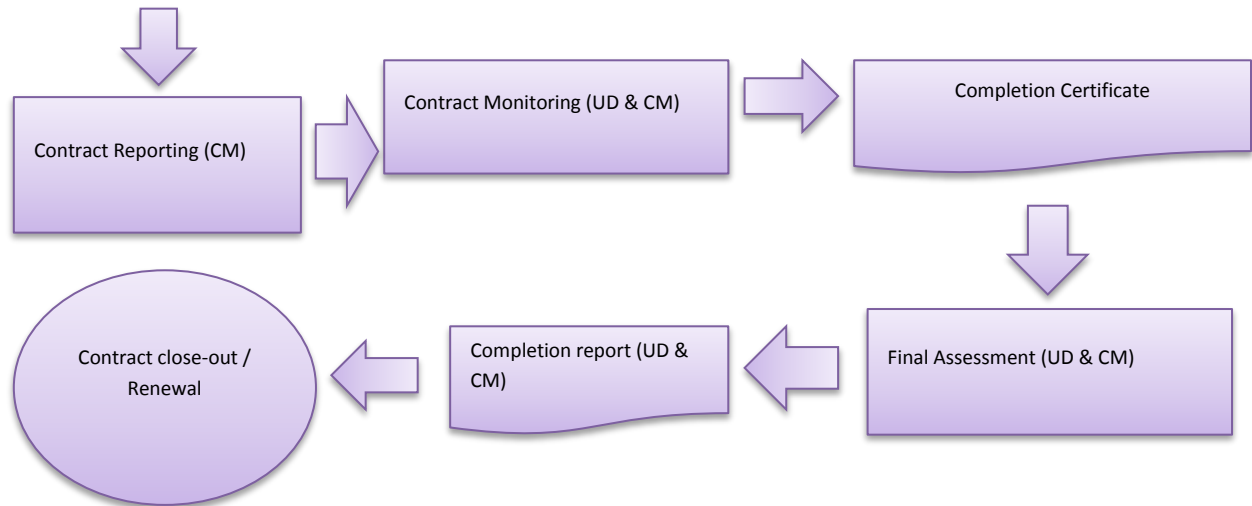 Contract Reporting (CM)
Contract Monitoring (UD & CM)
Completion Certificate
Final Assessment (UD & CM)
Completion report (UD &
CM)
Contract close-out /
Renewal